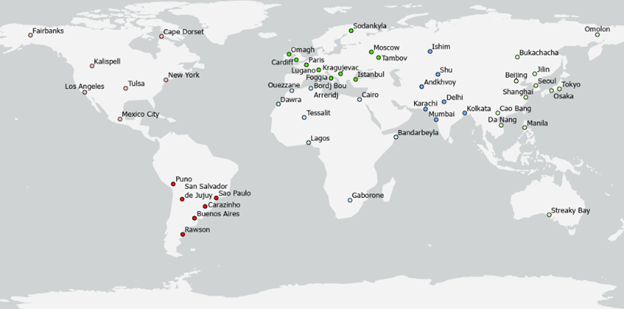 Fairbanks
Cape Dorset
Sodankyla
Omolon
Kalispell
Omagh
Moscow
Ishim
Bukachacha
Cardiff
Paris
Tambov
Lugano
Kragujevac
Foggia
Istanbul
Shu
Jilin
Beijing
Seoul
Tokyo
Los Angeles
Tulsa
New York
Ouezzane
Bordj Bou
Arreridj
Andkhvoy
Shanghai
Osaka
Dawra
Cairo
Karachi
Delhi
Mexico City
Tessalit
Mumbai
Kolkata
Cao Bang
Da Nang
Manila
Lagos
Bandarbeyla
Puno
San Salvador
de Jujuy
Sao Paulo
Carazinho
Buenos Aires
Rawson
Gaborone
Streaky Bay